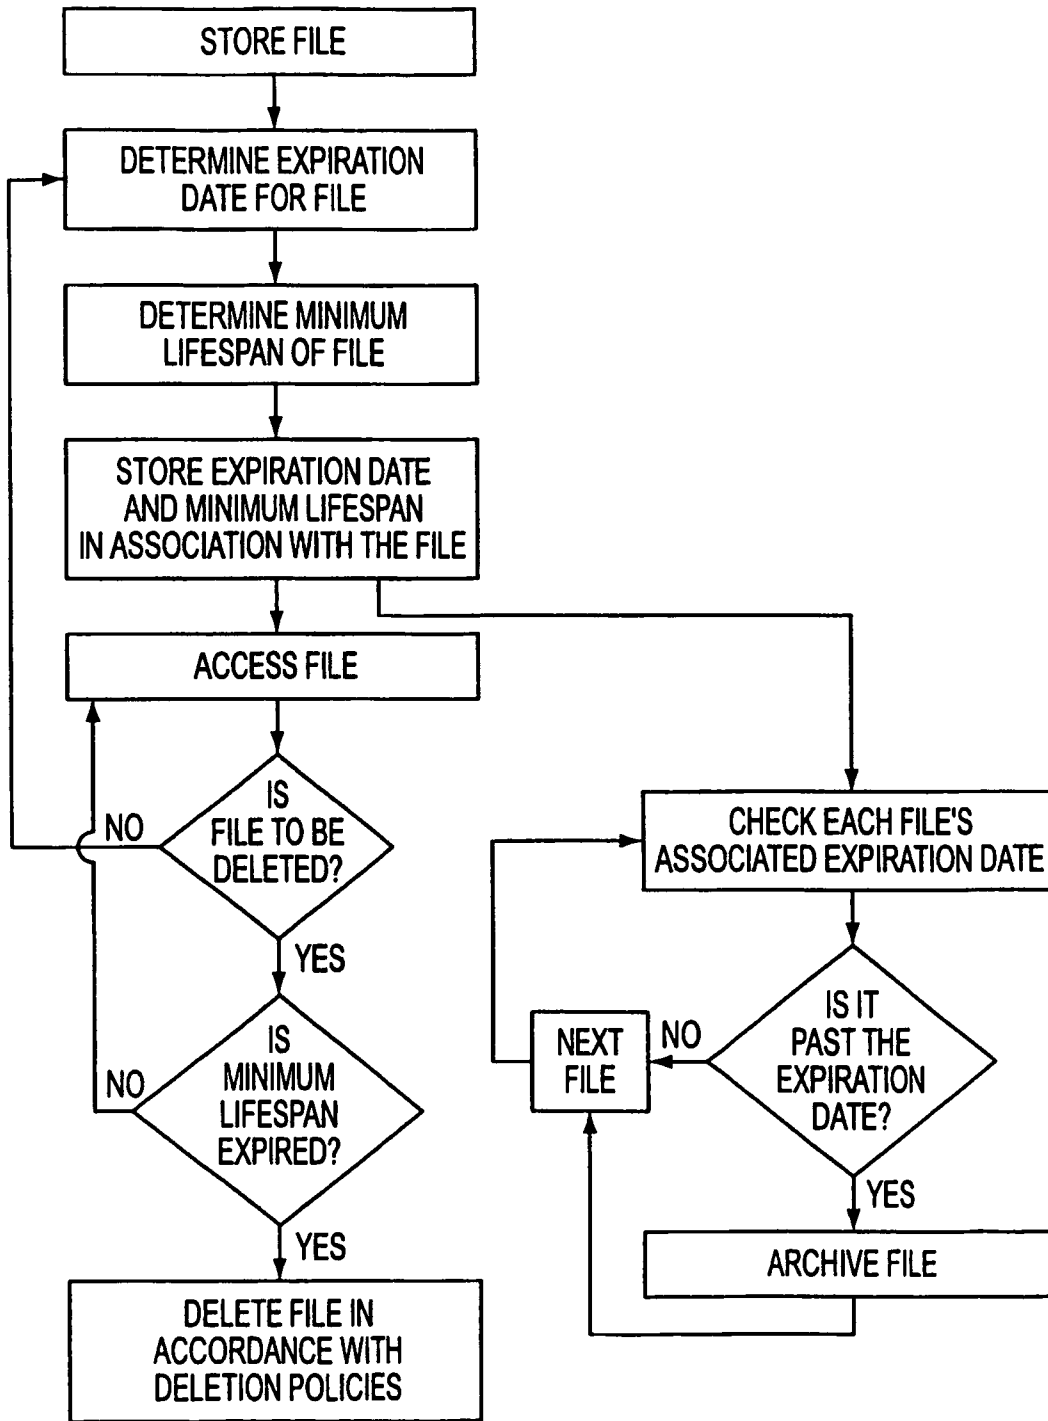 STORE FILE
DETERMINE EXPIRATION
DATE FOR FILE
DETERMINE MINIMUM
LIFESPAN OF FILE
STORE EXPIRATION DATE
AND MINIMUM LIFESPAN
IN ASSOCIATION WITH THE FILE
ACCESS FILE
IS
FILE TO BE
DELETED?
NO
YES
IS
MINIMUM
LIFESPAN
EXPIRED?
NO
YES
DELETE FILE IN
ACCORDANCE WITH
DELETION POLICIES
CHECK EACH FILE'S
ASSOCIATED EXPIRATION DATE
IS IT
PAST THE
EXPIRATION
DATE?
NO
NEXT
FILE
YES
ARCHIVE FILE